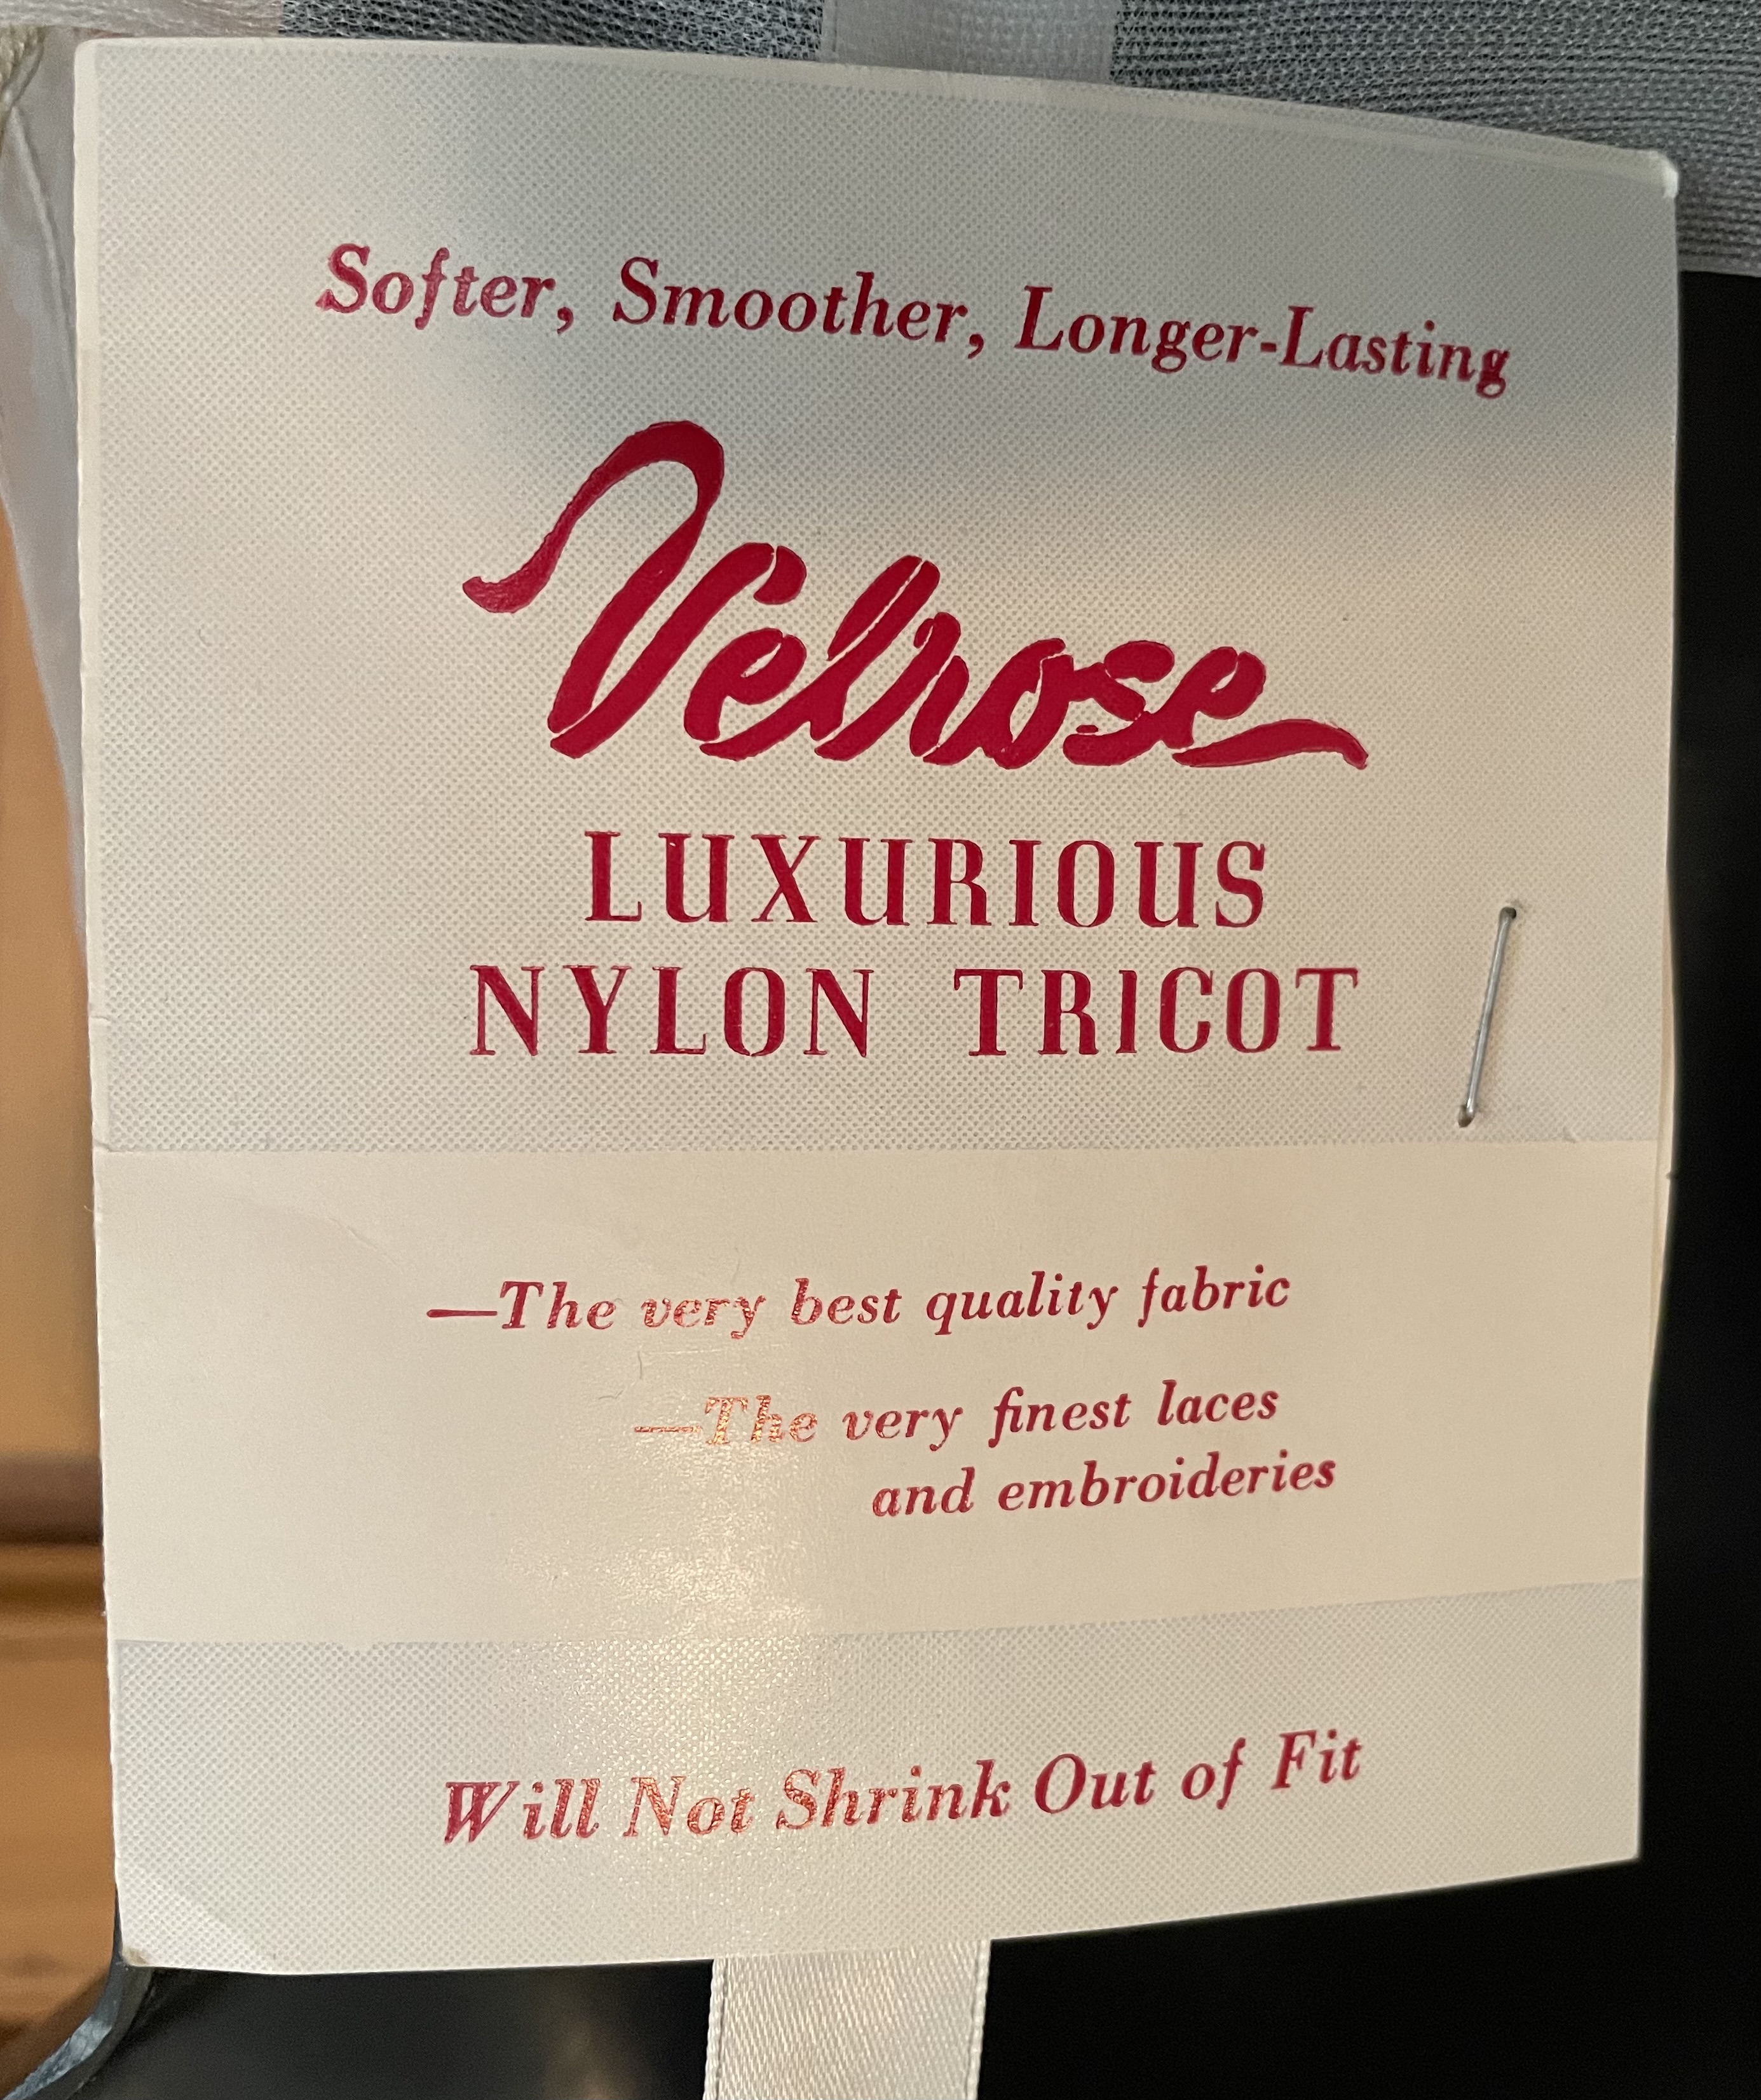 Softer, Smoother, Longer-Lasting
Velrose
LUXURIOUS
NYLON TRICOT
—The very best quality fabric
—The very finest laces
and embroideries
Will Not Shrink Out of Fit